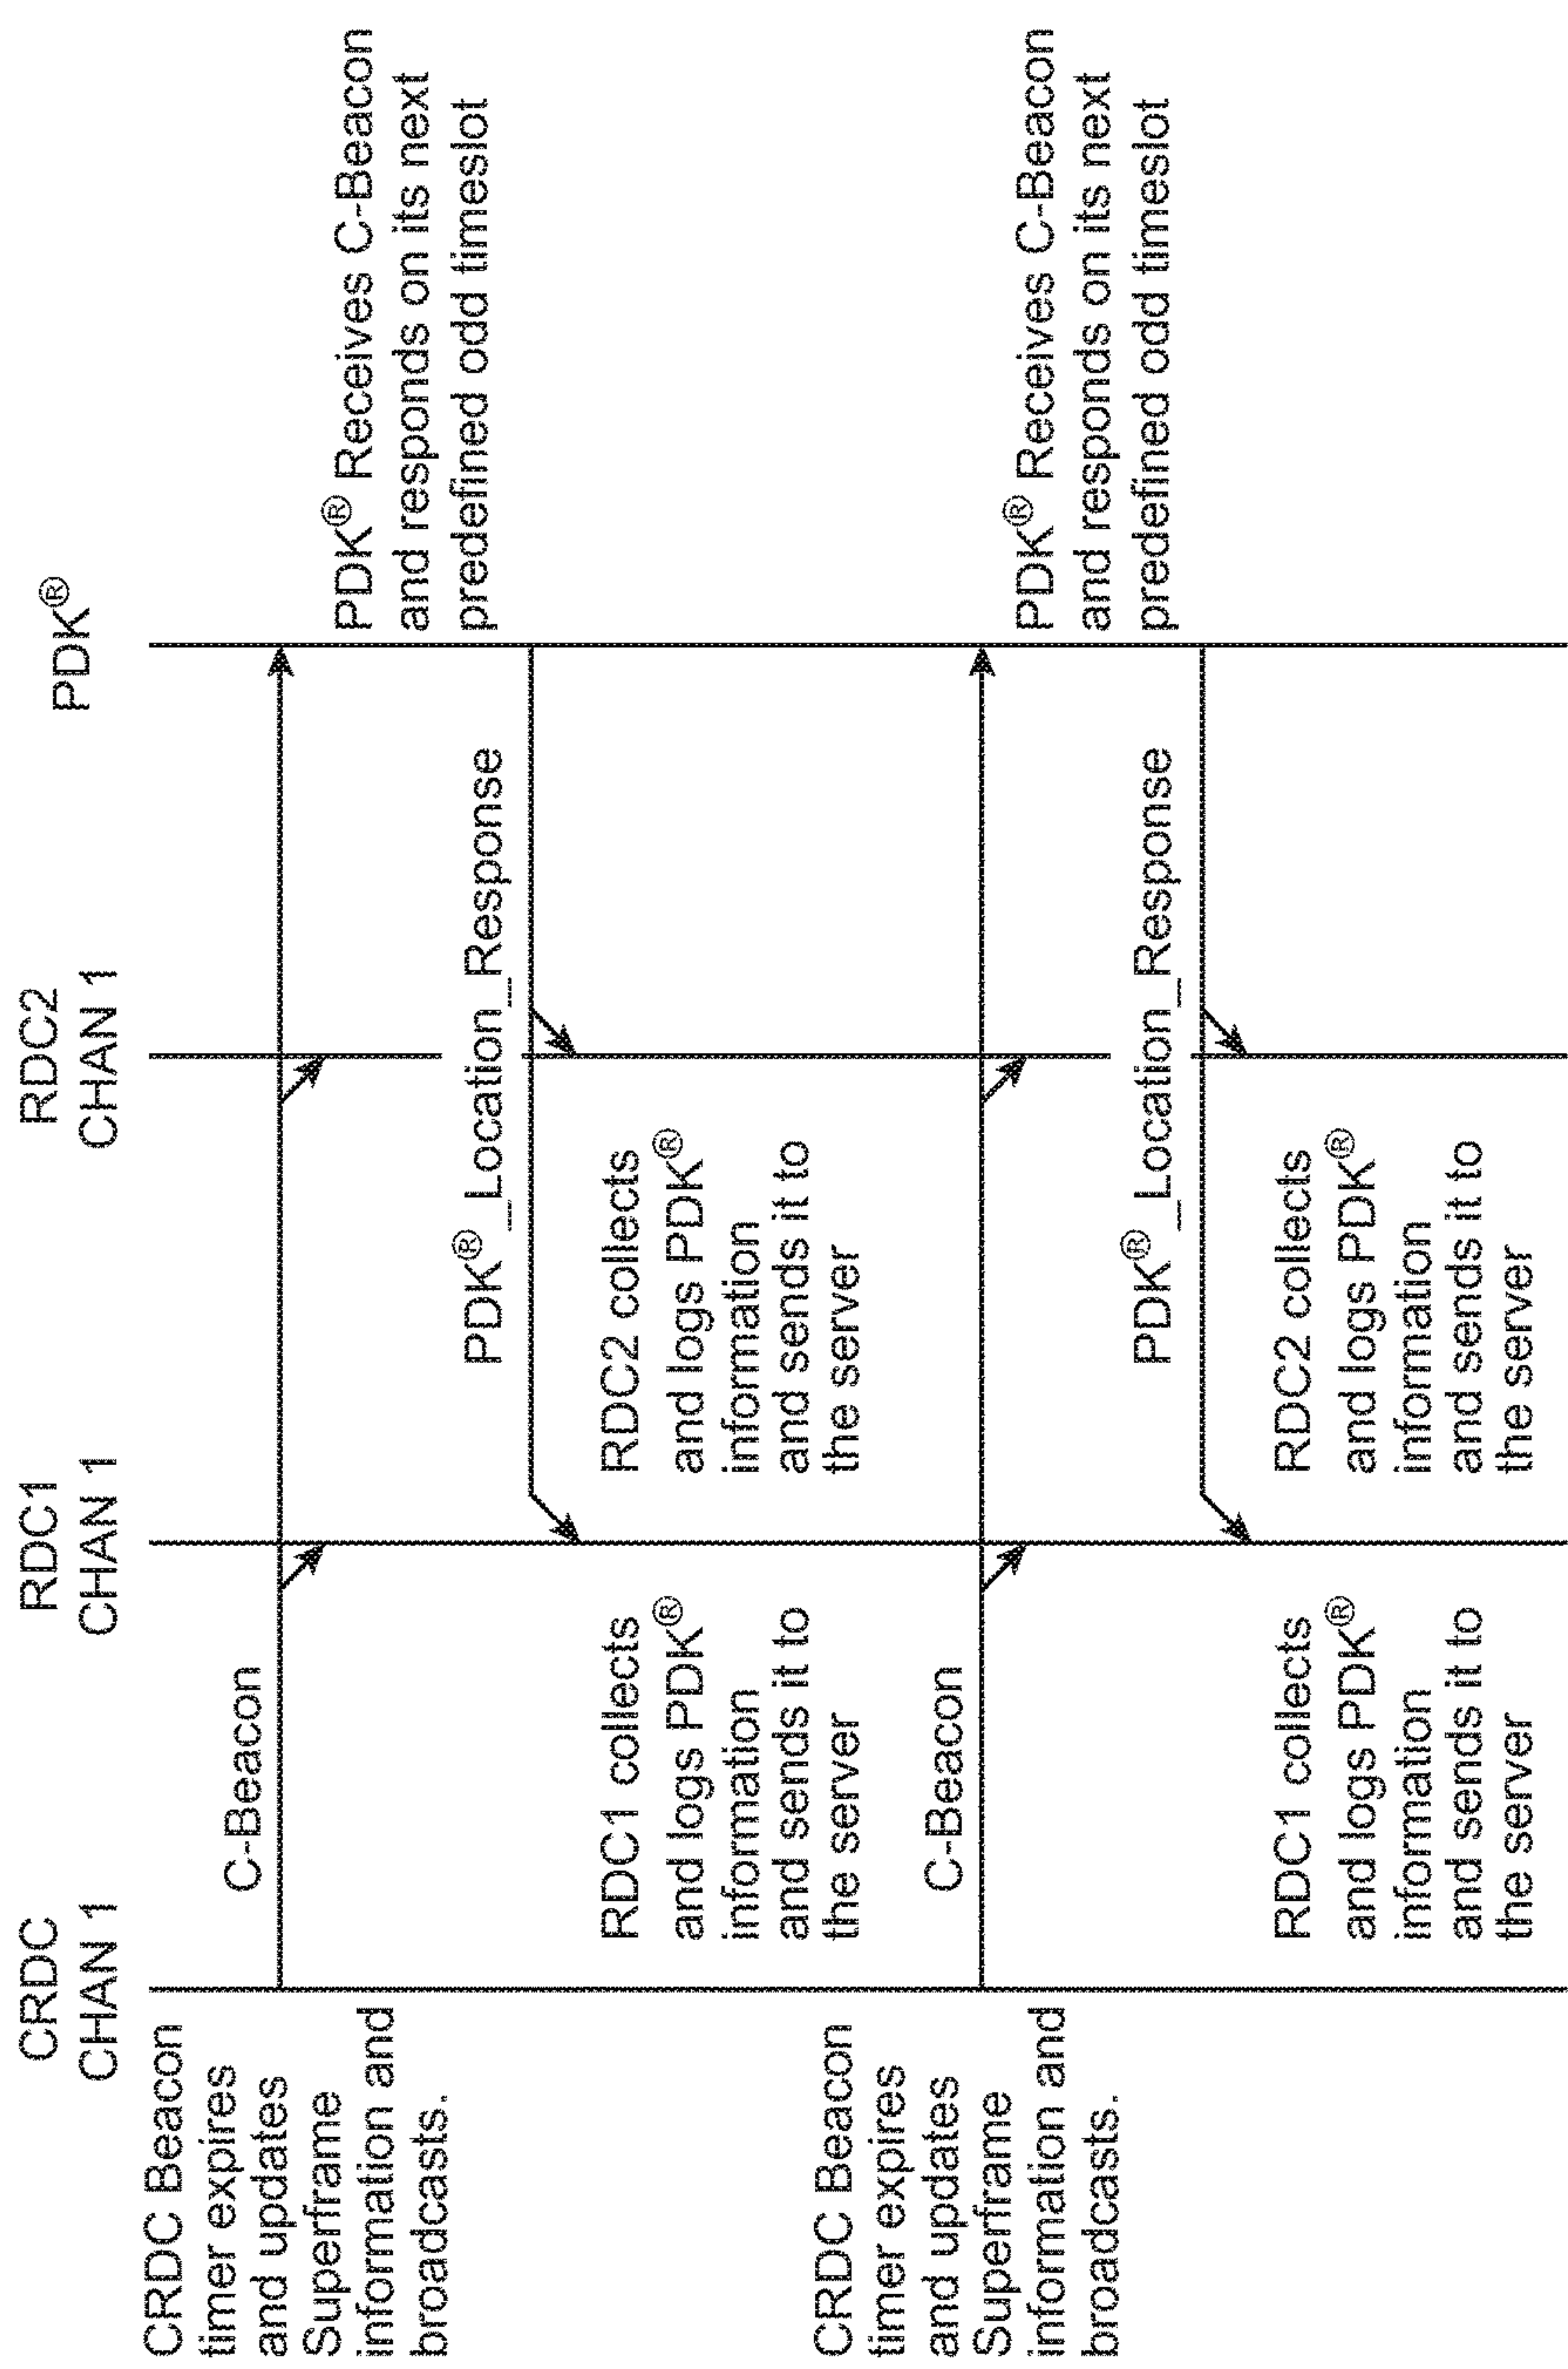 CRDC
CHAN 1
RDC1
CHAN 1
RDC2
CHAN 1
PDK®
CRDC Beacon
timer expires
and updates
Superframe
information and
broadcasts.
C-Beacon
PDK® Receives C-Beacon
and responds on its next
predefined odd timeslot
PDK®_Location_Response
RDC1 collects
and logs PDK®
information
and sends it to
the server
RDC2 collects
and logs PDK®
information
and sends it to
the server
CRDC Beacon
timer expires
and updates
Superframe
information and
broadcasts.
C-Beacon
PDK® Receives C-Beacon
and responds on its next
predefined odd timeslot
PDK®_Location_Response
RDC1 collects
and logs PDK®
information
and sends it to
the server
RDC2 collects
and logs PDK®
information
and sends it to
the server